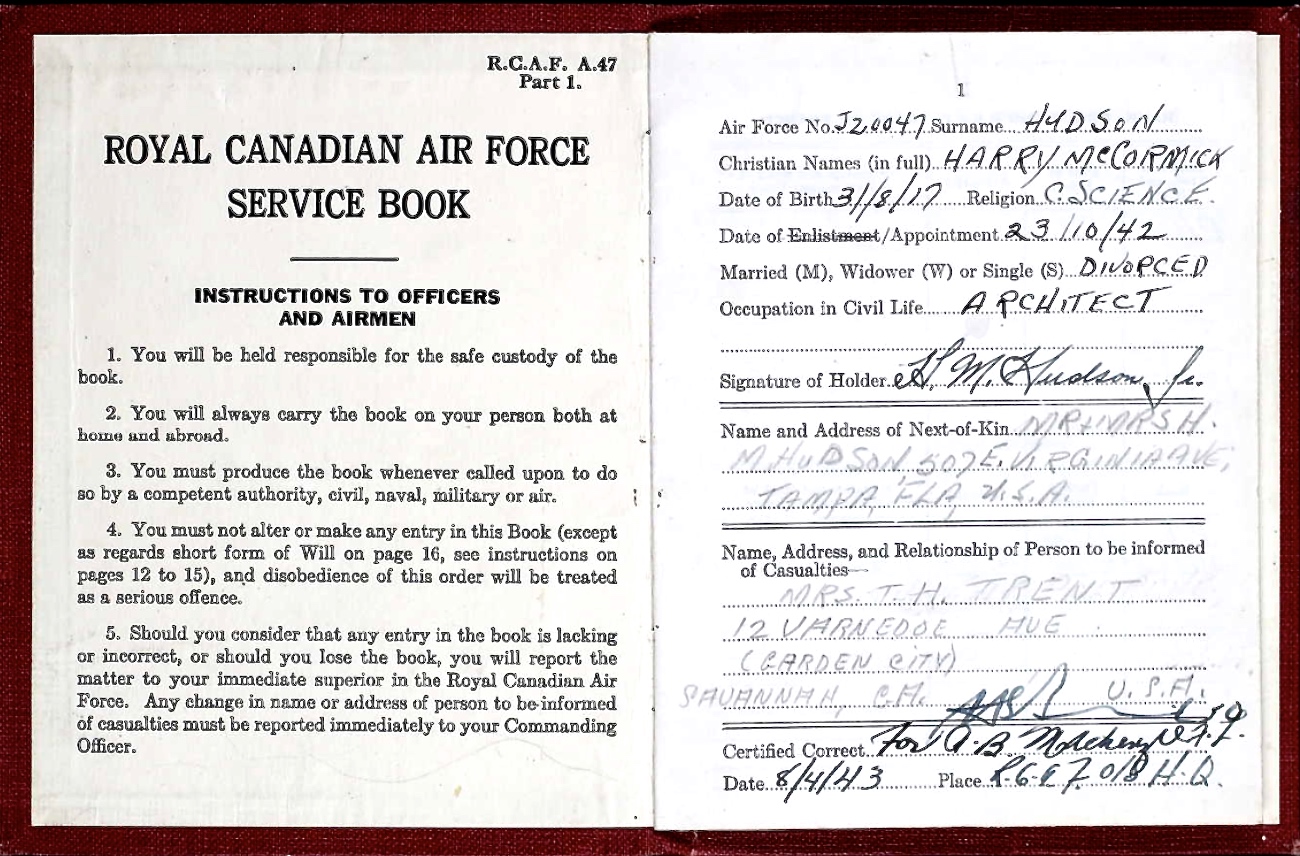 R.C.A.F. A.47
Part 1.
ROYAL CANADIAN AIR FORCE
SERVICE BOOK
INSTRUCTIONS TO OFFICERS
AND AIRMEN
1. You will be held responsible for the safe custody of the
book.
2. You will always carry the book on your person both at
home and abroad.
3. You must produce the book whenever called upon to do
so by a competent authority, civil, naval, military or air.
4. You must not alter or make any entry in this Book (except
as regards short form of Will on page 16, see instructions on
pages 12 to 15), and disobedience of this order will be treated
as a serious offence.
5. Should you consider that any entry in the book is lacking
or incorrect, or should you lose the book, you will report the
matter to your immediate superior in the Royal Canadian Air
Force. Any change in name or address of person to be informed
of casualties must be reported immediately to your Commanding
Officer.
1
Air Force No. J20047 Surname HUDSON
Christian Names (in full) HARRY McCORMICK
Date of Birth 31/8/17 Religion C. SCIENCE.
Date of Enlistment/Appointment 23/10/42
Married (M), Widower (W) or Single (S) DIVORCED
Occupation in Civil Life ARCHITECT
Signature of Holder H. M. Hudson, Jr.
Name and Address of Next-of-Kin MR & MRS H.
M. HUDSON 507 E. VIRGINIA AVE,
TAMPA, FLA, U.S.A.
Name, Address, and Relationship of Person to be informed
of Casualties—
MRS. T. H. TRENT
12 VARNEDOE AVE
(GARDEN CITY)
SAVANNAH, GA. U.S.A.
Certified Correct For A. B.
Date 8/4/43 Place H.Q.